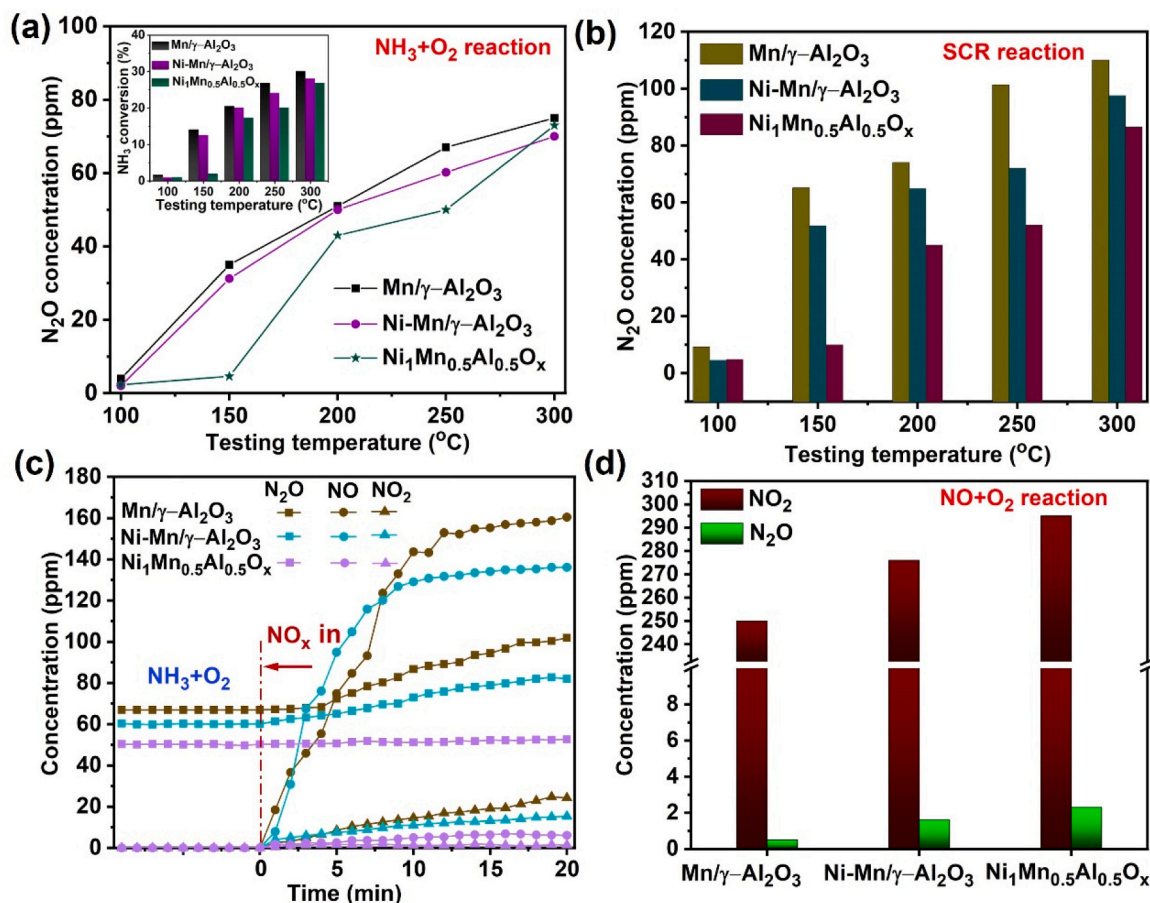 (a)
NH₃+O₂ reaction
N₂O concentration (ppm)
100
80
60
40
20
0
100 150 200 250 300
Testing temperature (°C)
Mn/γ–Al₂O₃
Ni-Mn/γ–Al₂O₃
Ni₁Mn₀.₅Al₀.₅Oₓ
NH₃ conversion (%)
40
30
20
10
0
Mn/γ–Al₂O₃
Ni-Mn/γ–Al₂O₃
Ni₁Mn₀.₅Al₀.₅Oₓ
100 150 200 250 300
Testing temperature (°C)
(b)
SCR reaction
N₂O concentration (ppm)
120
100
80
60
40
20
0
Mn/γ–Al₂O₃
Ni-Mn/γ–Al₂O₃
Ni₁Mn₀.₅Al₀.₅Oₓ
100 150 200 250 300
Testing temperature (°C)
(c)
Concentration (ppm)
180
160
140
120
100
80
60
40
20
0
N₂O NO NO₂
Mn/γ–Al₂O₃
Ni-Mn/γ–Al₂O₃
Ni₁Mn₀.₅Al₀.₅Oₓ
NOₓ in
NH₃+O₂
0 5 10 15 20
Time (min)
(d)
NO+O₂ reaction
NO₂
N₂O
Concentration (ppm)
310
300
290
280
270
260
250
240
8
6
4
2
0
Mn/γ–Al₂O₃ Ni-Mn/γ–Al₂O₃ Ni₁Mn₀.₅Al₀.₅Oₓ